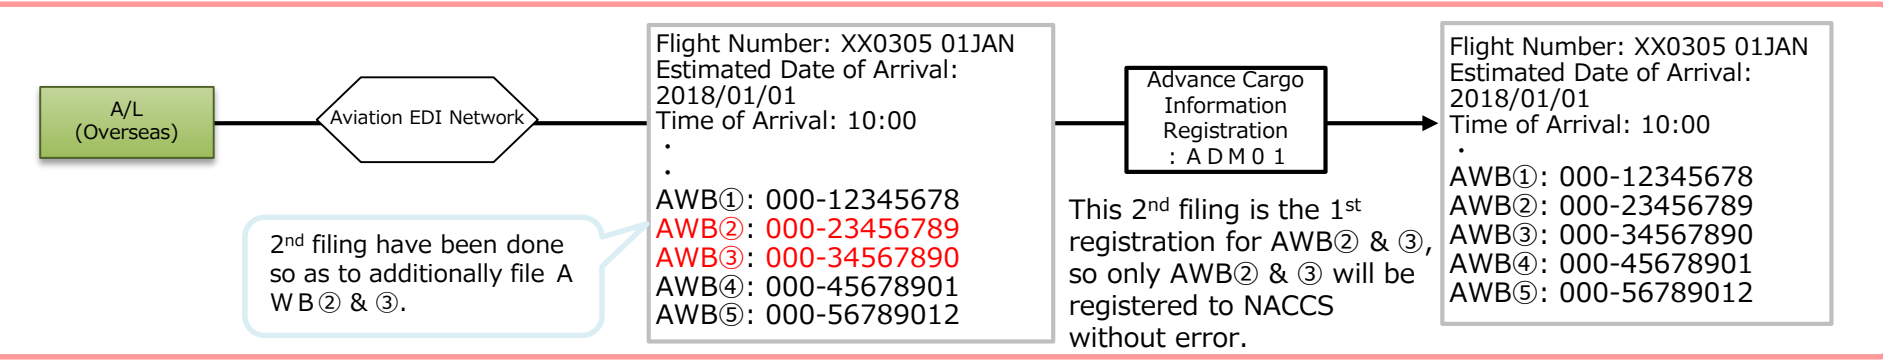 A/L
(Overseas)
Aviation EDI Network
2nd filing have been done
so as to additionally file A
WB② & ③.
Flight Number: XX0305 01JAN
Estimated Date of Arrival:
2018/01/01
Time of Arrival: 10:00
・
・
AWB①: 000-12345678
AWB②: 000-23456789
AWB③: 000-34567890
AWB④: 000-45678901
AWB⑤: 000-56789012
Advance Cargo
Information
Registration
: ADM01
This 2nd filing is the 1st
registration for AWB② & ③,
so only AWB② & ③ will be
registered to NACCS
without error.
Flight Number: XX0305 01JAN
Estimated Date of Arrival:
2018/01/01
Time of Arrival: 10:00
・
AWB①: 000-12345678
AWB②: 000-23456789
AWB③: 000-34567890
AWB④: 000-45678901
AWB⑤: 000-56789012